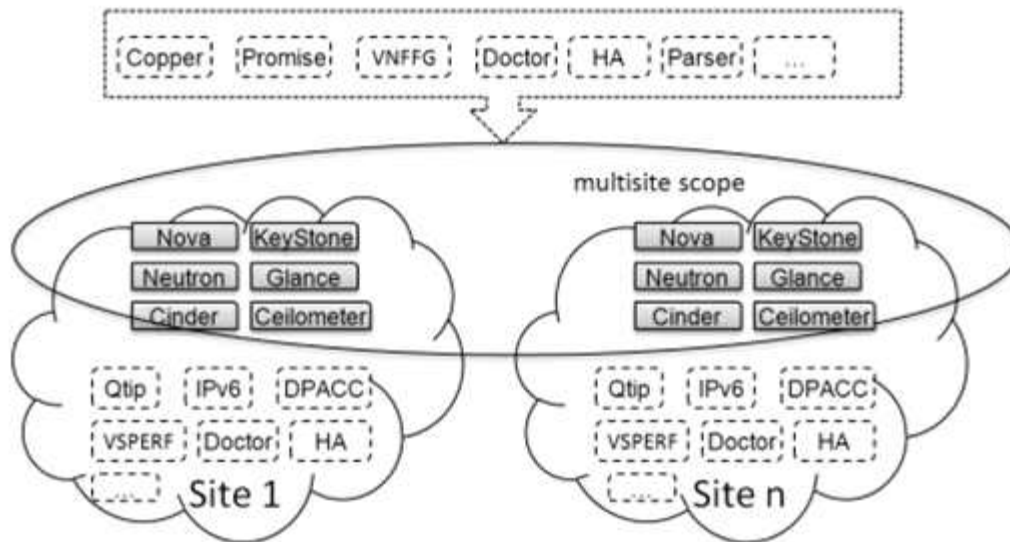 Copper Promise VNFFG Doctor HA Parser ...
multisite scope
Nova KeyStone Nova KeyStone
Neutron Glance Neutron Glance
Cinder Ceilometer Cinder Ceilometer
Qtip IPv6 DPACC Qtip IPv6 DPACC
VSPERF Doctor HA VSPERF Doctor HA
... Site 1 ... Site n